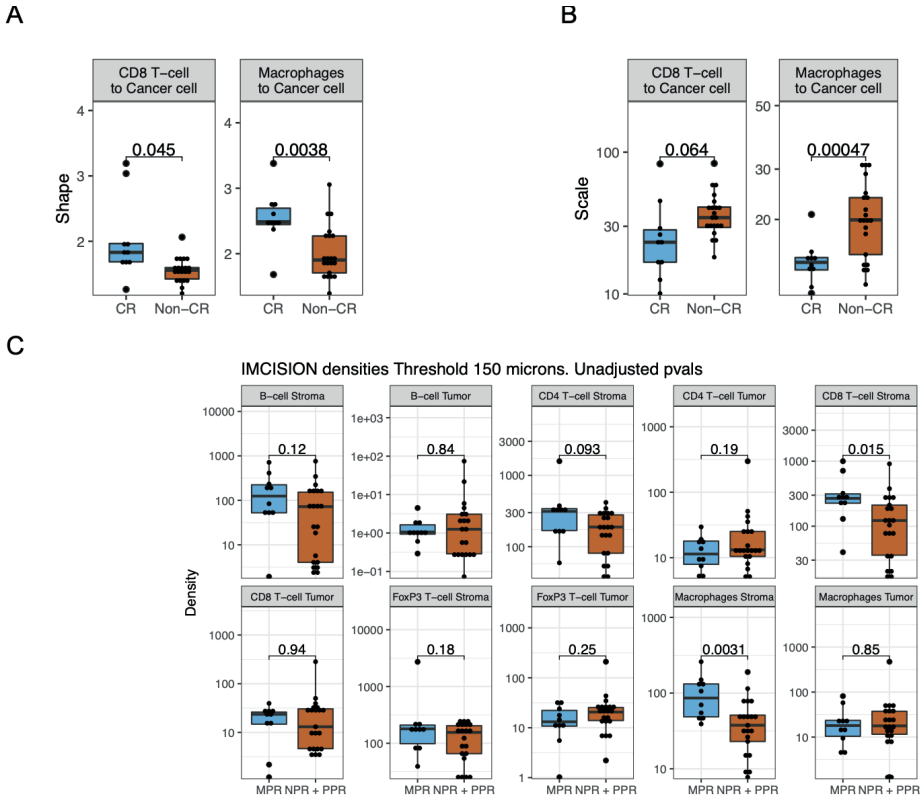 A
B
CD8 T−cell
to Cancer cell
Macrophages
to Cancer cell
CD8 T−cell
to Cancer cell
Macrophages
to Cancer cell
Shape
4
3
2
0.045
CR Non−CR
4
3
2
0.0038
CR Non−CR
Scale
100
30
10
0.064
CR Non−CR
50
30
20
0.00047
CR Non−CR
C
IMCISION densities Threshold 150 microns. Unadjusted pvals
Density
B−cell Stroma
10000
1000
100
10
0.12
B−cell Tumor
1e+03
1e+02
1e+01
1e+00
1e−01
0.84
CD4 T−cell Stroma
3000
1000
300
100
0.093
CD4 T−cell Tumor
1000
100
10
0.19
CD8 T−cell Stroma
3000
1000
300
100
30
0.015
CD8 T−cell Tumor
1000
100
10
0.94
MPR NPR + PPR
FoxP3 T−cell Stroma
10000
1000
100
0.18
MPR NPR + PPR
FoxP3 T−cell Tumor
1000
100
10
1
0.25
MPR NPR + PPR
Macrophages Stroma
1000
100
10
0.0031
MPR NPR + PPR
Macrophages Tumor
1000
100
10
0.85
MPR NPR + PPR